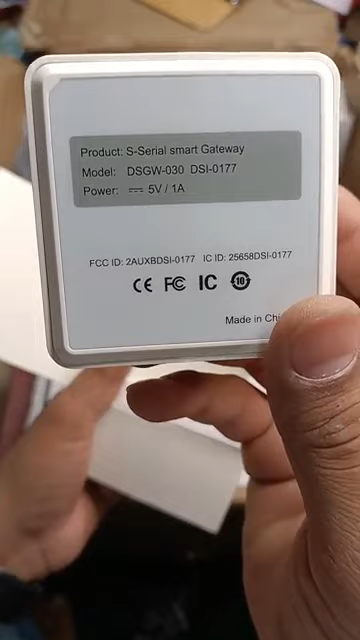 Product: S-Serial smart Gateway
Model: DSGW-030 DSI-0177
Power: ⎓ 5V / 1A
FCC ID: 2AUXBDSI-0177 IC ID: 25658DSI-0177
CE FC IC 10
Made in